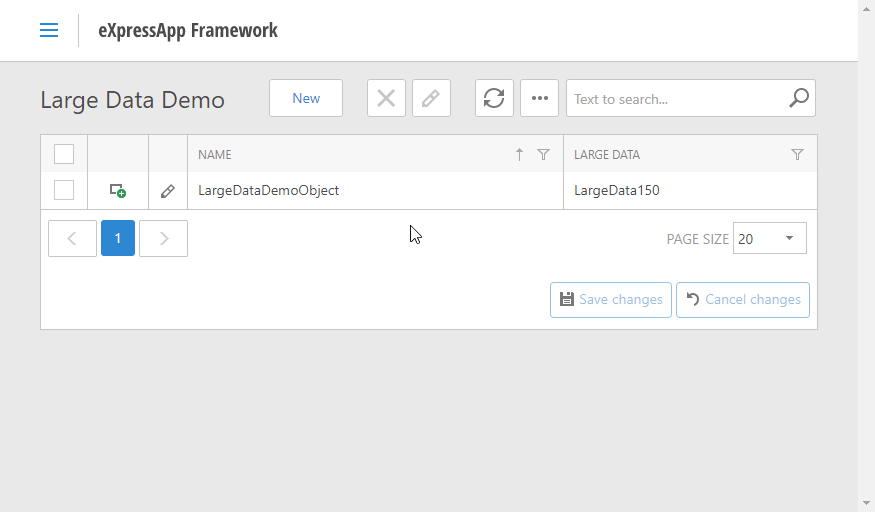 eXpressApp Framework
Large Data Demo
New
Text to search...
NAME
LARGE DATA
LargeDataDemoObject
LargeData150
1
PAGE SIZE
20
Save changes
Cancel changes